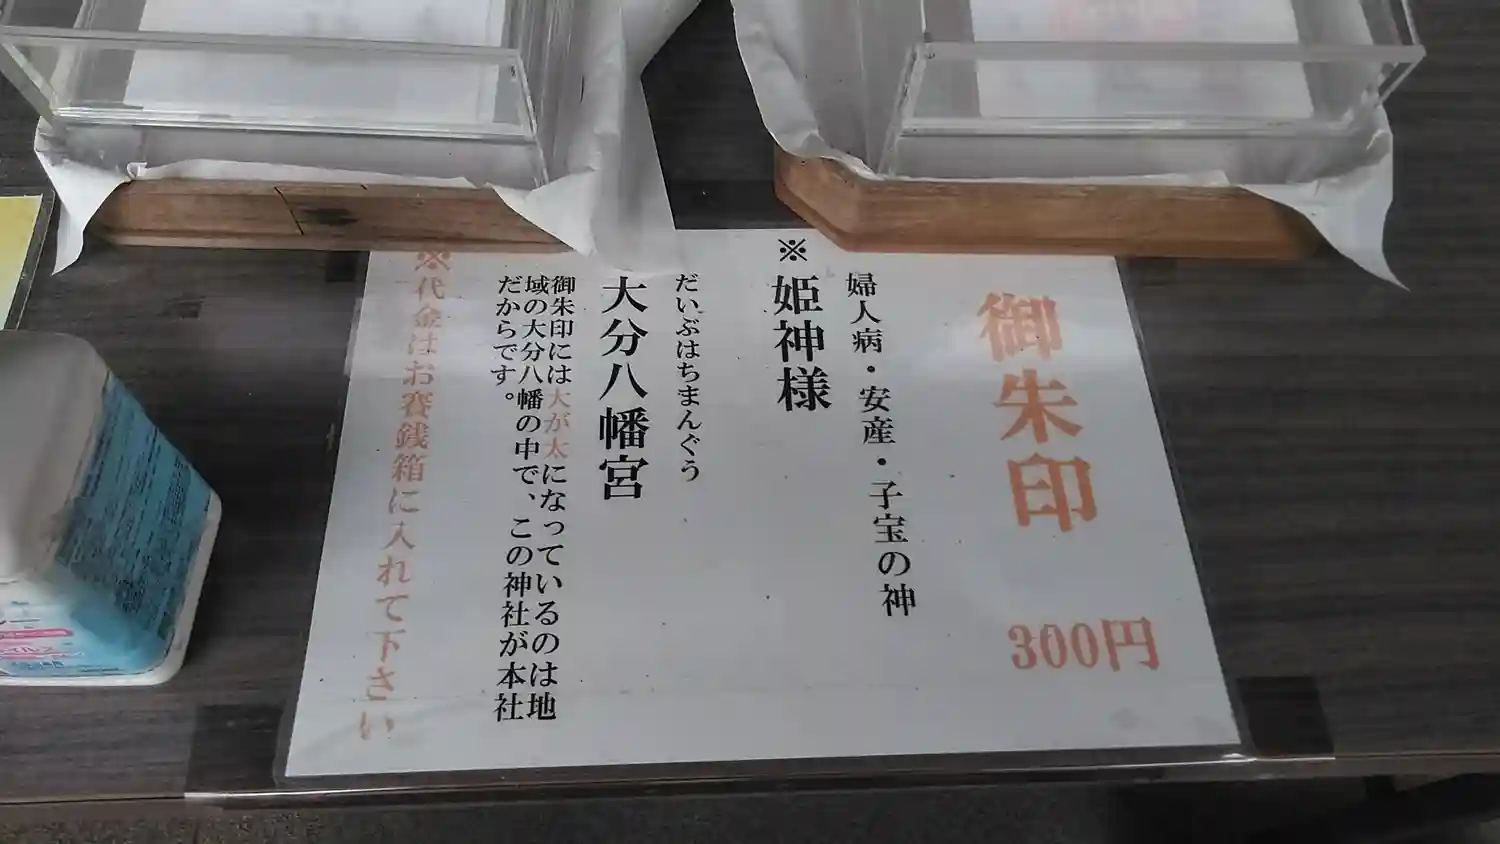 御朱印
300円
婦人病・安産・子宝の神
※姫神様
だいぶはちまんぐう
大分八幡宮
御朱印には大が太になっているのは地
域の大分八幡の中で、この神社が本社
だからです。
※代金はお賽銭箱に入れて下さい